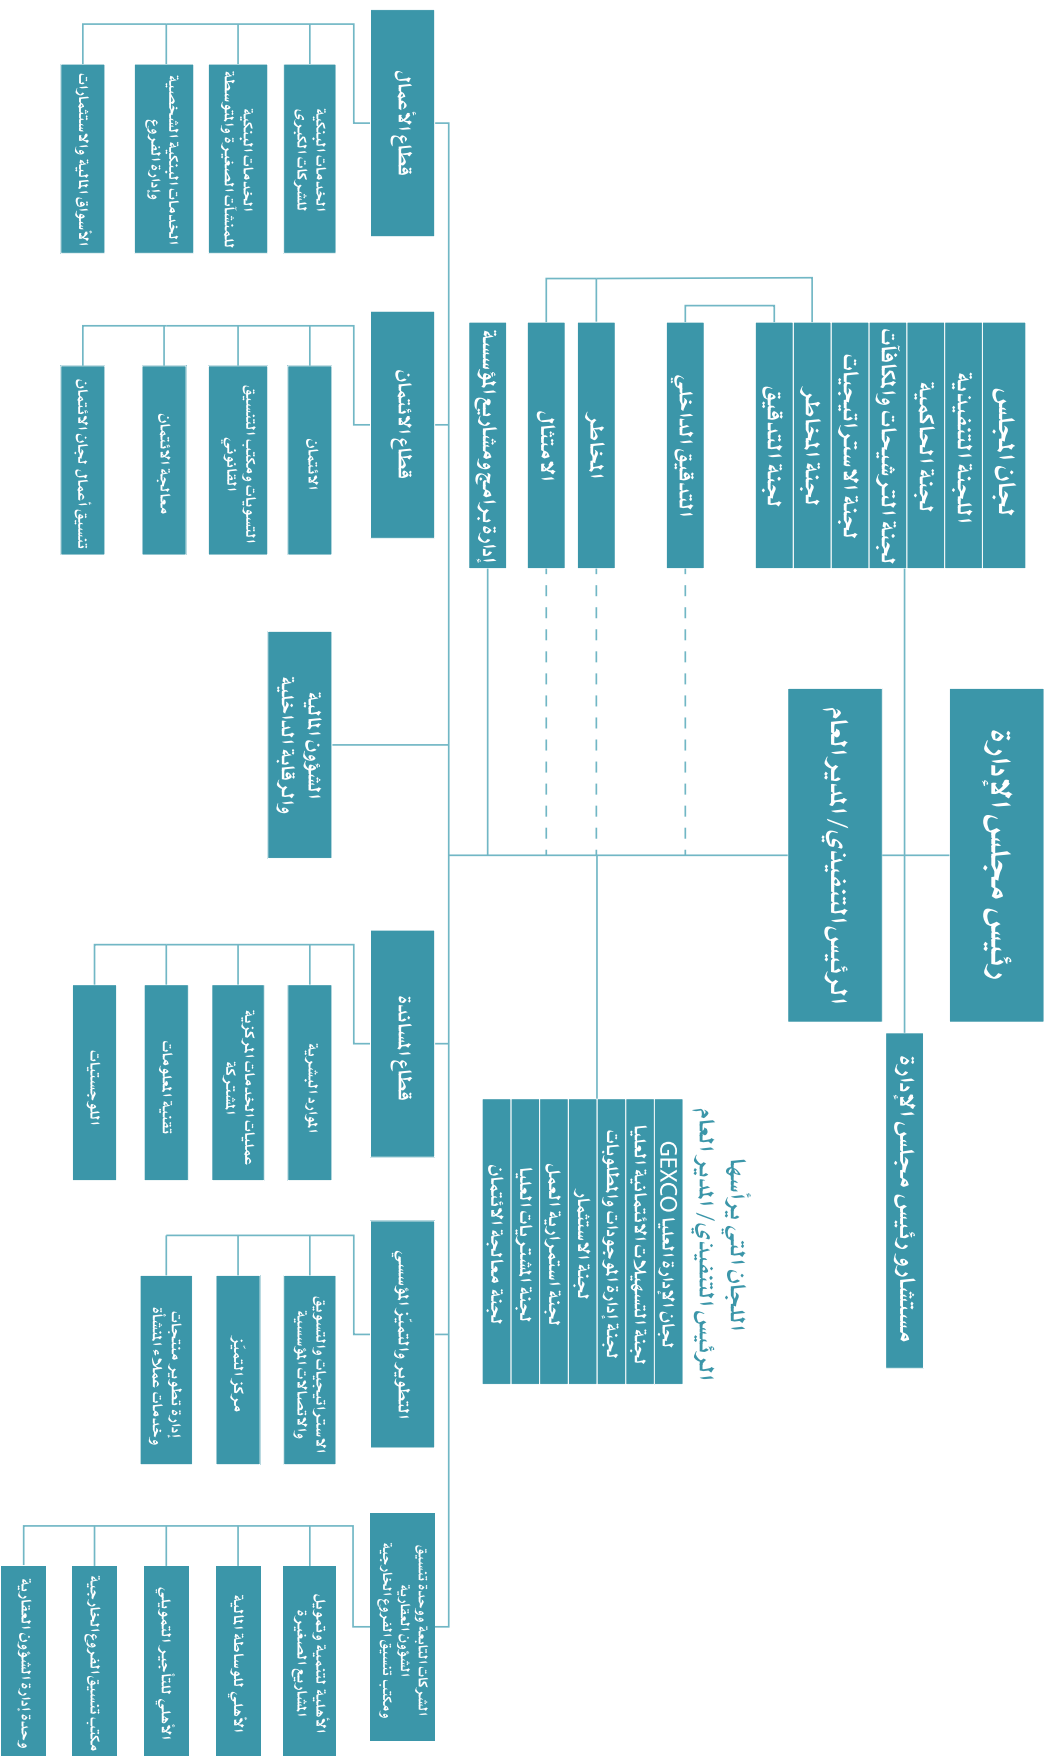 رئيس مجلس الإدارة
مستشارو رئيس مجلس الإدارة
الرئيس التنفيذي/ المدير العام
لجان المجلس
اللجنة التنفيذية
لجنة الحاكمية
لجنة الترشيحات والمكافآت
لجنة الاستراتيجيات
لجنة المخاطر
لجنة التدقيق
التدقيق الداخلي
المخاطر
الامتثال
إدارة برامج ومشاريع المؤسسة
اللجان التي يرأسها
الرئيس التنفيذي/ المدير العام
لجان الإدارة العليا GEXCO
لجنة التسهيلات الائتمانية العليا
لجنة إدارة الموجودات والمطلوبات
لجنة الاستثمار
لجنة استمرارية العمل
لجنة المشتريات العليا
لجنة معالجة الائتمان
قطاع الأعمال
الخدمات البنكية
للشركات الكبرى
الخدمات البنكية
للمنشآت الصغيرة والمتوسطة
الخدمات البنكية الشخصية
وإدارة الفروع
الأسواق المالية والاستثمارات
قطاع الائتمان
الائتمان
التسويات ومكتب التنسيق
القانوني
معالجة الائتمان
تنسيق أعمال لجان الائتمان
الشؤون المالية
والرقابة الداخلية
قطاع المساندة
الموارد البشرية
عمليات الخدمات المركزية
المشتركة
تقنية المعلومات
اللوجستيات
التطوير والتميّز المؤسسي
الاستراتيجيات والتسويق
والاتصالات المؤسسية
مركز التميّز
إدارة تطوير منتجات
وخدمات عملاء المنشأة
الشركات التابعة ووحدة تنسيق
الشؤون العقارية
ومكتب تنسيق الفروع الخارجية
الأهلية لتنمية وتمويل
المشاريع الصغيرة
الأهلي للوساطة المالية
الأهلي للتأجير التمويلي
مكتب تنسيق الفروع الخارجية
وحدة إدارة الشؤون العقارية